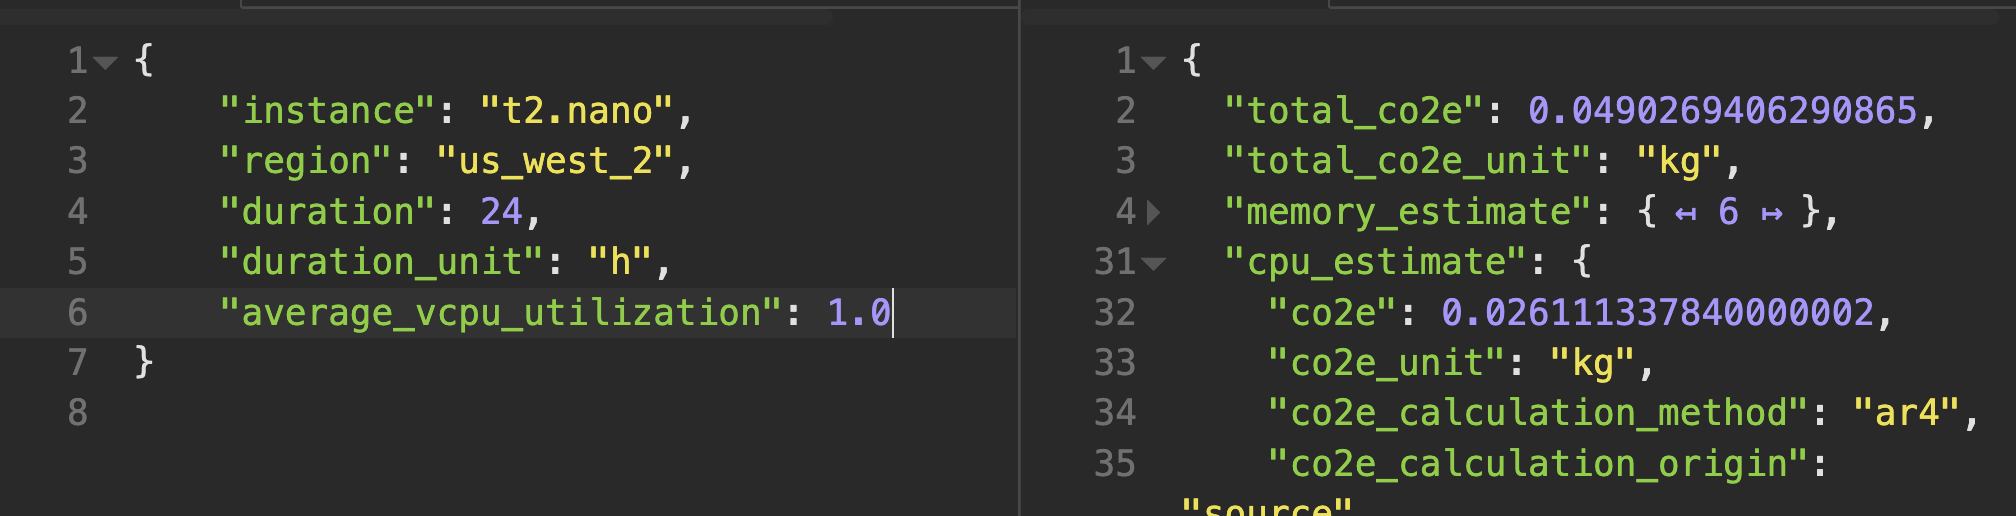 1 {
2 "instance": "t2.nano",
3 "region": "us_west_2",
4 "duration": 24,
5 "duration_unit": "h",
6 "average_vcpu_utilization": 1.0
7 }
8
1 {
2 "total_co2e": 0.0490269406290865,
3 "total_co2e_unit": "kg",
4 "memory_estimate": { ↤ 6 ↦ },
31 "cpu_estimate": {
32 "co2e": 0.026111337840000002,
33 "co2e_unit": "kg",
34 "co2e_calculation_method": "ar4",
35 "co2e_calculation_origin":
"source"